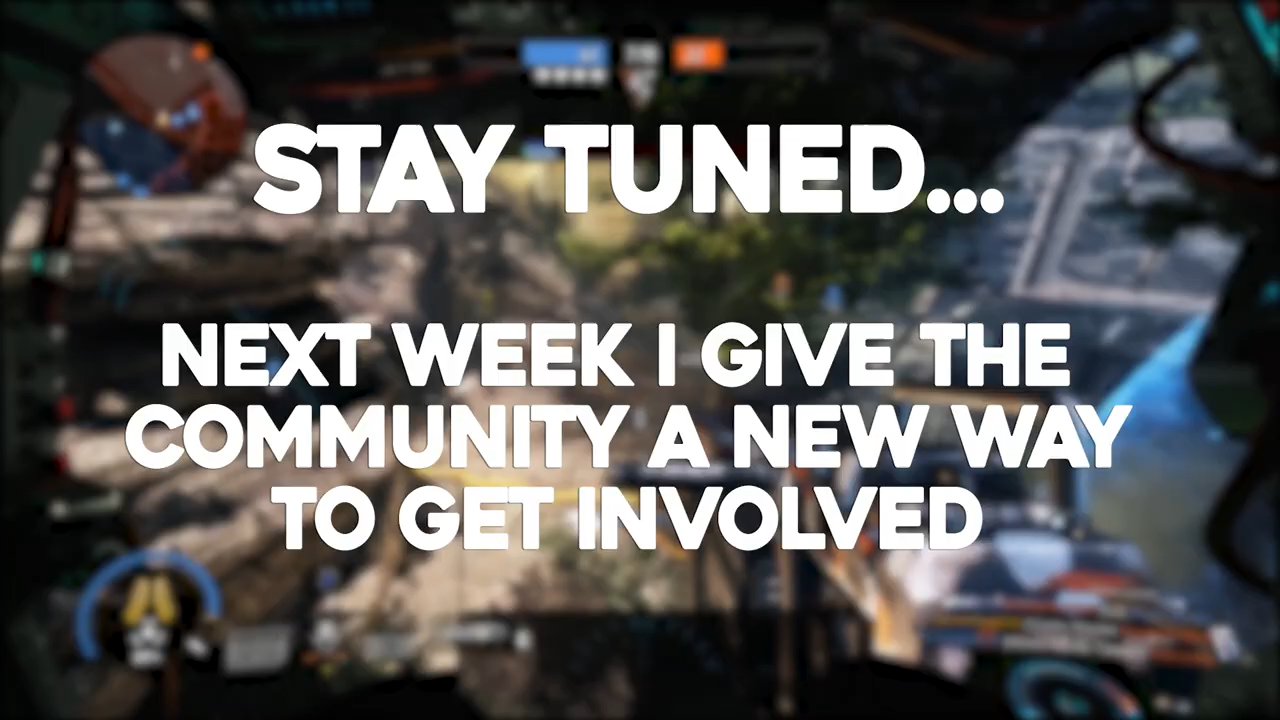 STAY TUNED...
NEXT WEEK I GIVE THE
COMMUNITY A NEW WAY
TO GET INVOLVED